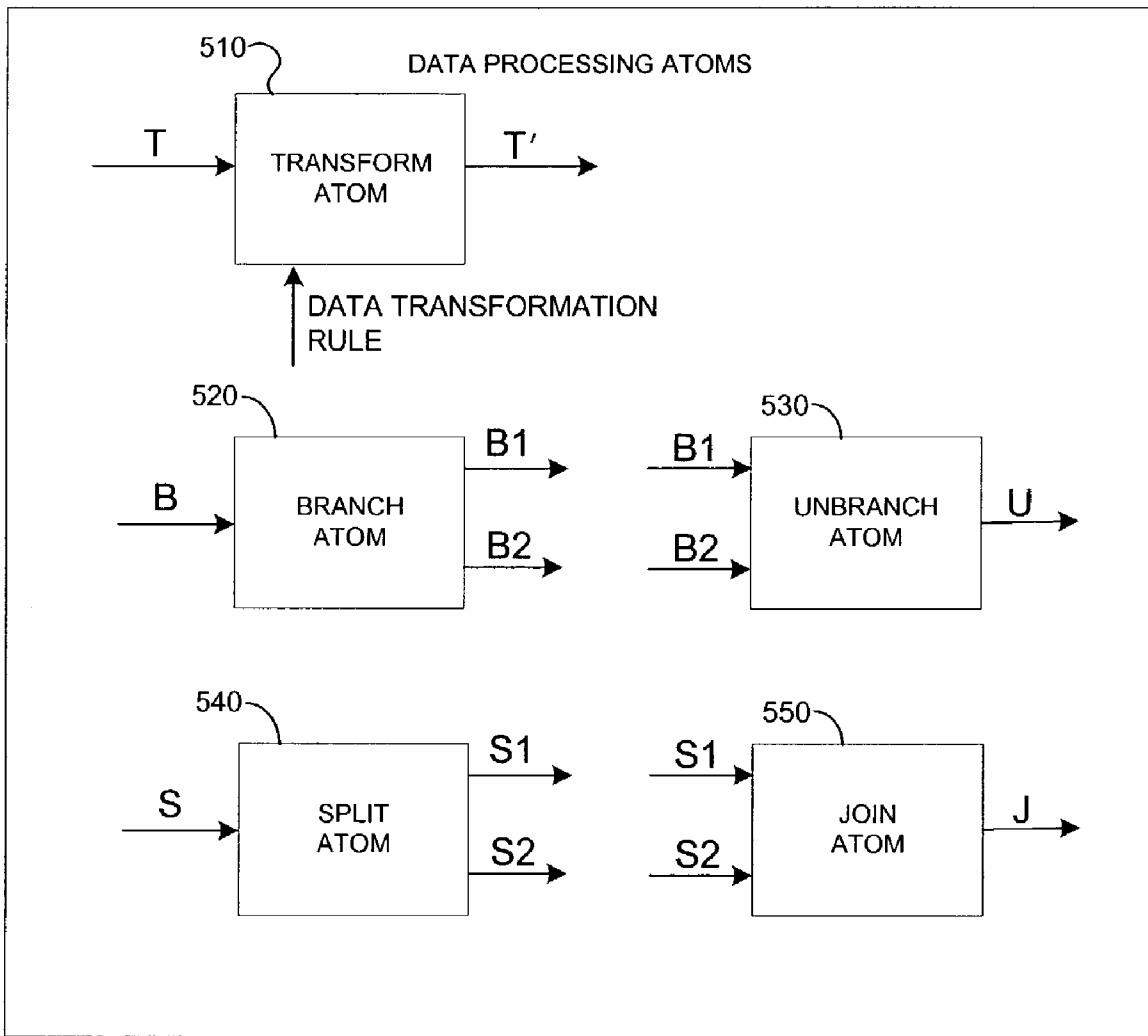 510
DATA PROCESSING ATOMS
T
TRANSFORM
ATOM
T'
DATA TRANSFORMATION
RULE
520
B
BRANCH
ATOM
B1
B2
530
B1
B2
UNBRANCH
ATOM
U
540
S
SPLIT
ATOM
S1
S2
550
S1
S2
JOIN
ATOM
J